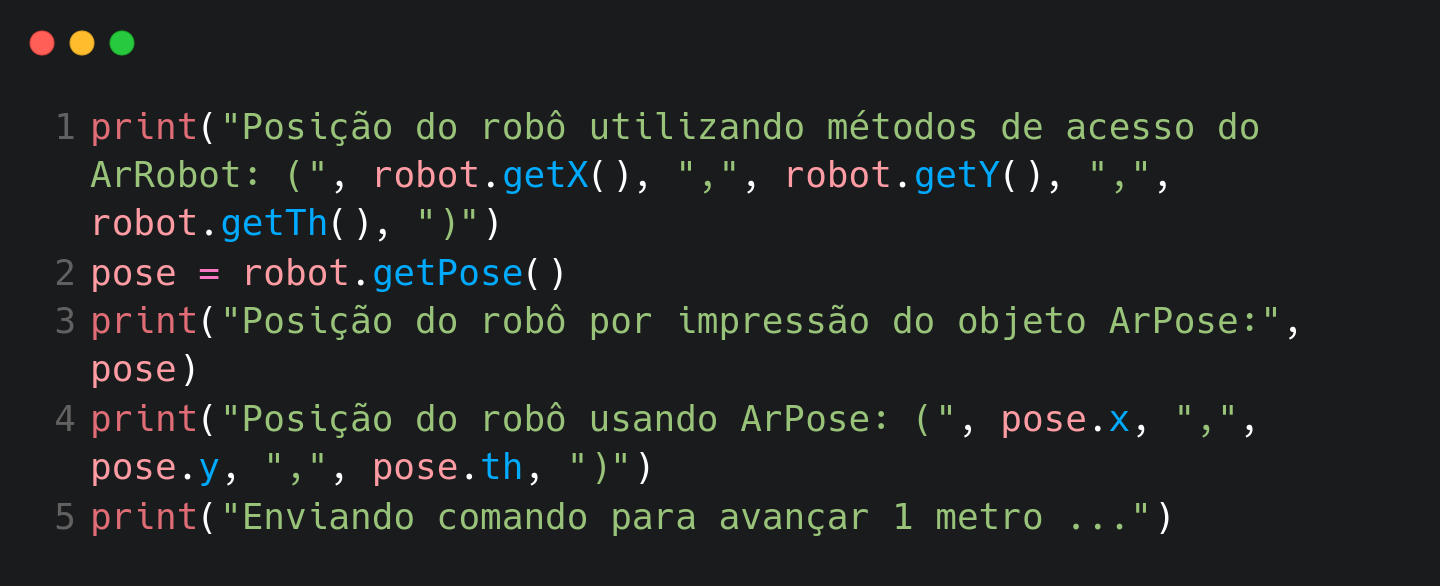 1 print("Posição do robô utilizando métodos de acesso do
ArRobot: (", robot.getX(), ",", robot.getY(), ",",
robot.getTh(), ")")
2 pose = robot.getPose()
3 print("Posição do robô por impressão do objeto ArPose:",
pose)
4 print("Posição do robô usando ArPose: (", pose.x, ",",
pose.y, ",", pose.th, ")")
5 print("Enviando comando para avançar 1 metro ...")